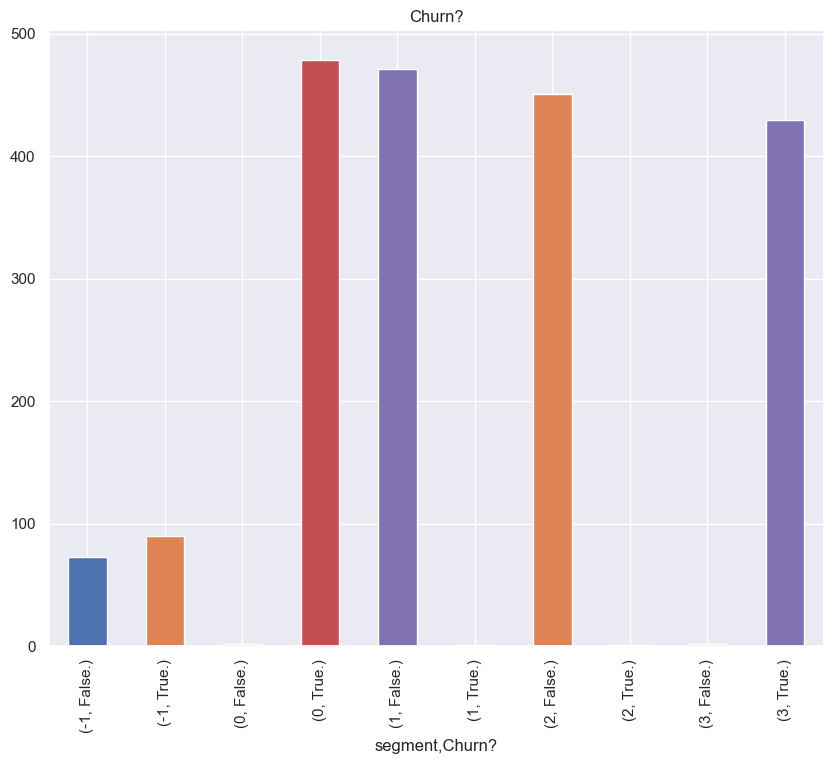 Churn?
500
400
300
200
100
0
(-1, False.)
(-1, True.)
(0, False.)
(0, True.)
(1, False.)
(1, True.)
(2, False.)
(2, True.)
(3, False.)
(3, True.)
segment,Churn?